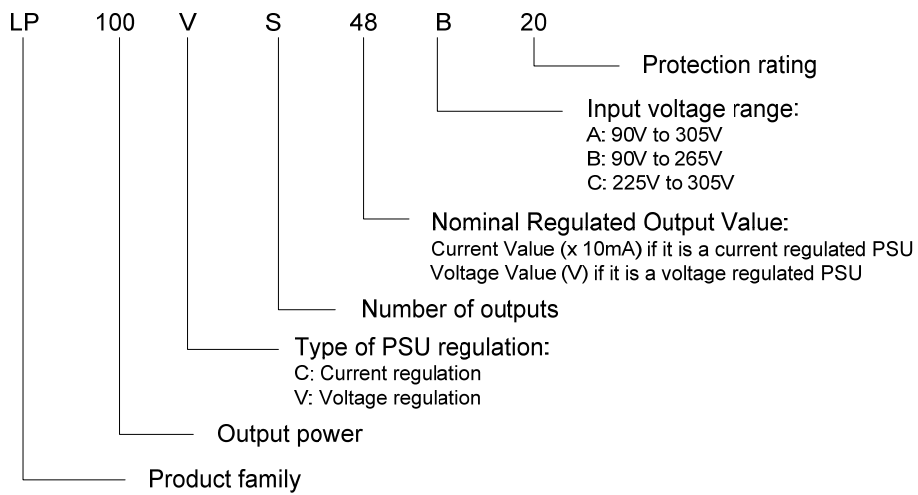 LP 100 V S 48 B 20
Protection rating
Input voltage range:
A: 90V to 305V
B: 90V to 265V
C: 225V to 305V
Nominal Regulated Output Value:
Current Value (x 10mA) if it is a current regulated PSU
Voltage Value (V) if it is a voltage regulated PSU
Number of outputs
Type of PSU regulation:
C: Current regulation
V: Voltage regulation
Output power
Product family